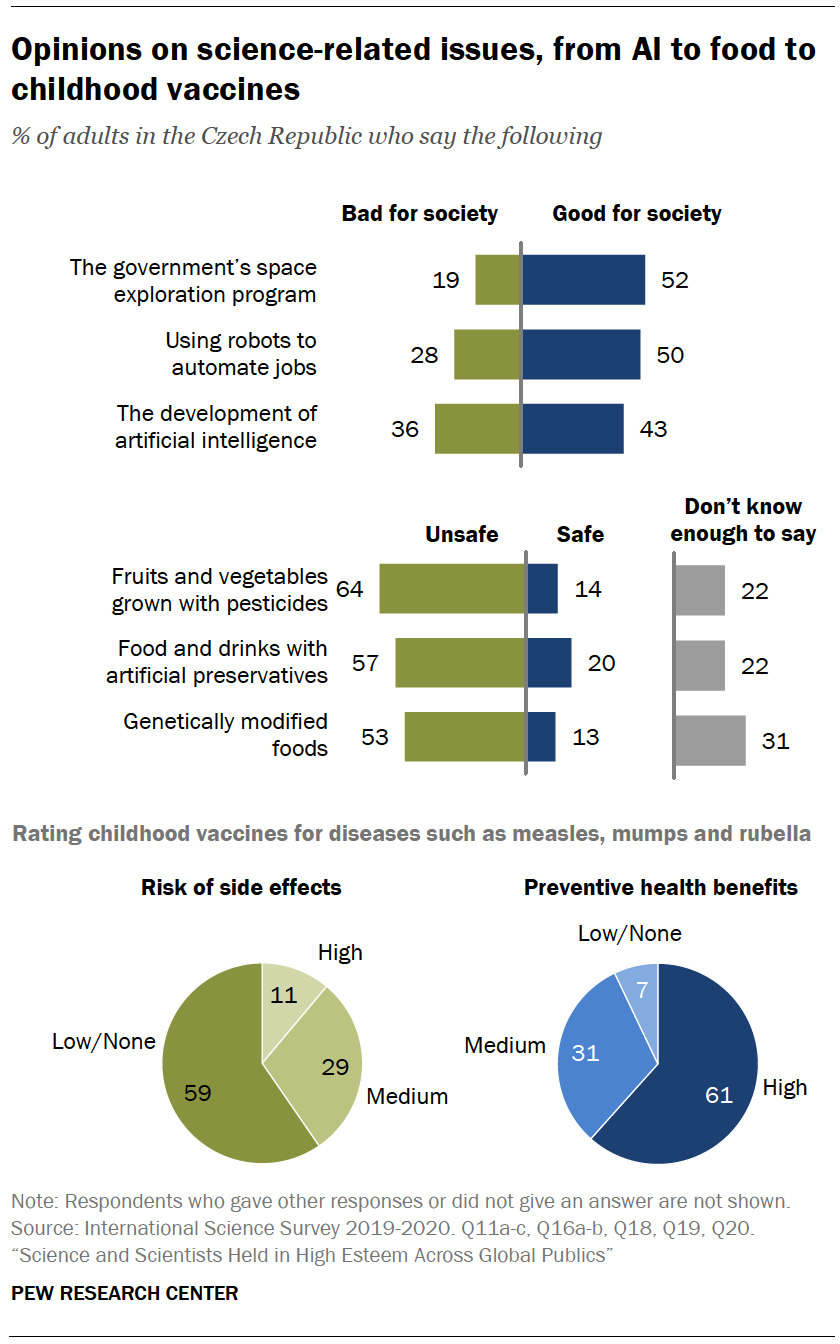 Opinions on science-related issues, from AI to food to
childhood vaccines
% of adults in the Czech Republic who say the following
Bad for society Good for society
The government’s space
exploration program
19 52
Using robots to
automate jobs
28 50
The development of
artificial intelligence
36 43
Unsafe Safe
Don’t know
enough to say
Fruits and vegetables
grown with pesticides
64 14 22
Food and drinks with
artificial preservatives
57 20 22
Genetically modified
foods
53 13 31
Rating childhood vaccines for diseases such as measles, mumps and rubella
Risk of side effects
High
11
Low/None
29
59
Medium
Preventive health benefits
Low/None
7
Medium
31
61
High
Note: Respondents who gave other responses or did not give an answer are not shown.
Source: International Science Survey 2019-2020. Q11a-c, Q16a-b, Q18, Q19, Q20.
“Science and Scientists Held in High Esteem Across Global Publics”
PEW RESEARCH CENTER